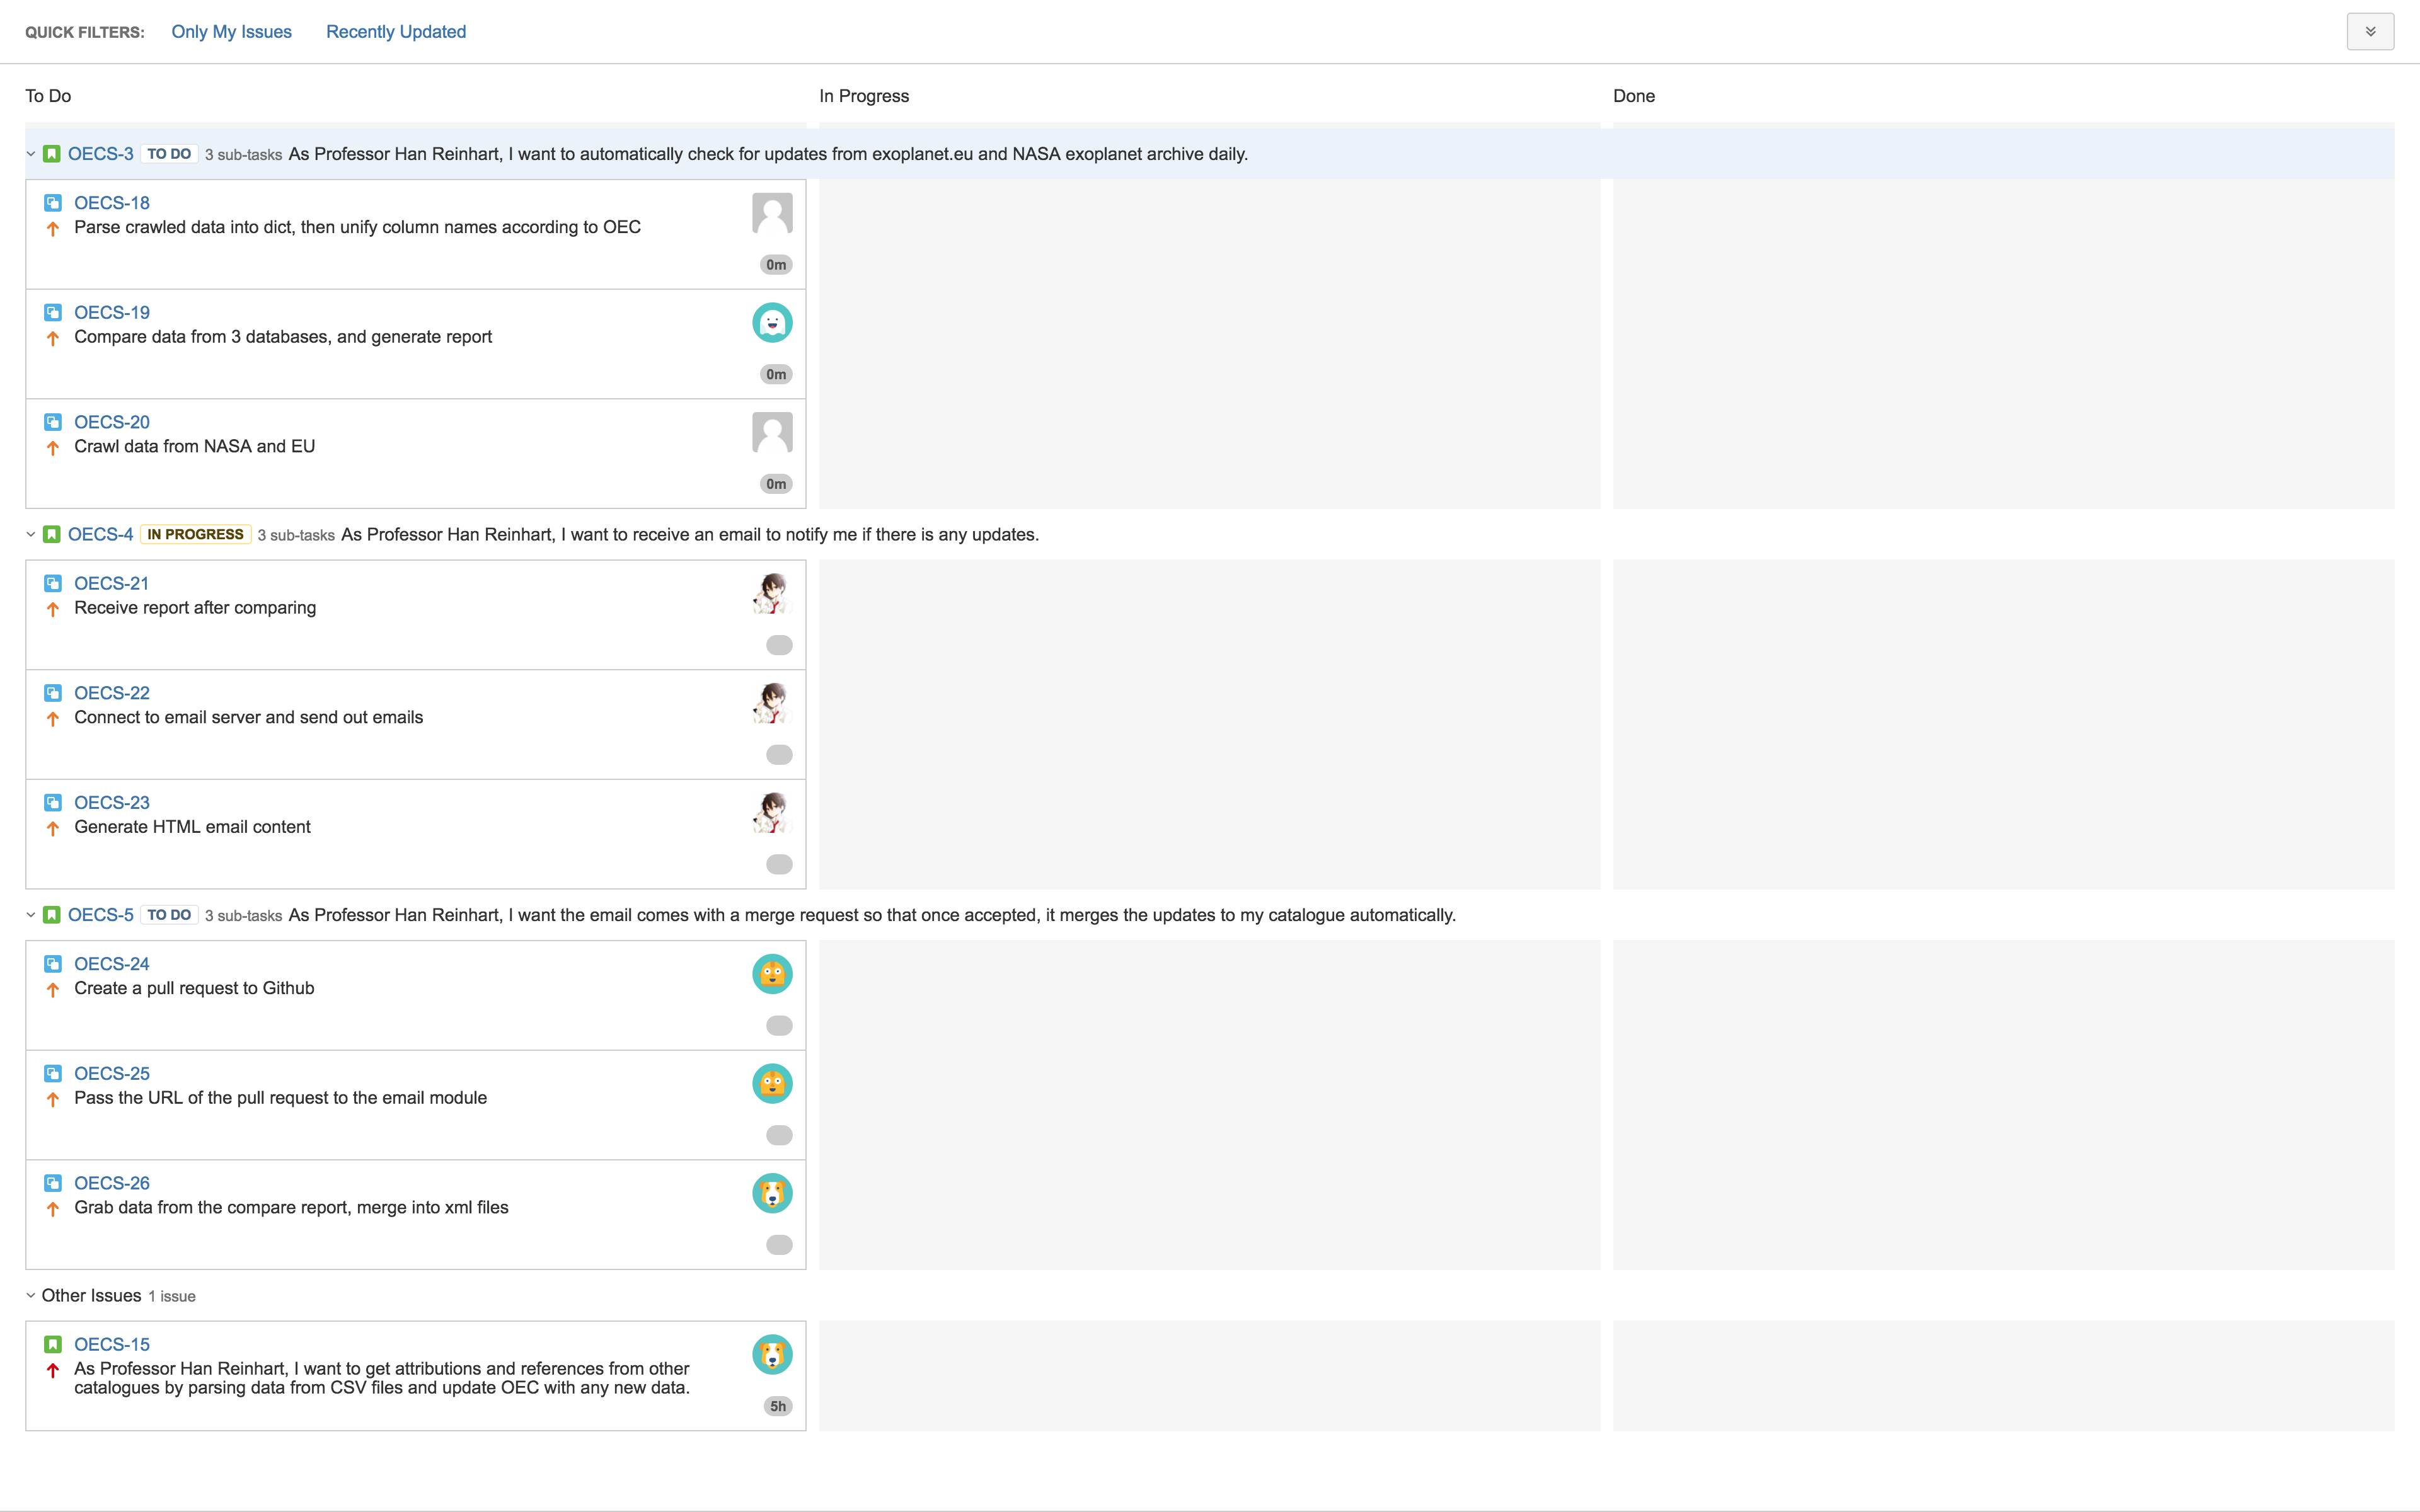 QUICK FILTERS: Only My Issues Recently Updated
To Do In Progress Done
OECS-3 TO DO 3 sub-tasks As Professor Han Reinhart, I want to automatically check for updates from exoplanet.eu and NASA exoplanet archive daily.
OECS-18
Parse crawled data into dict, then unify column names according to OEC
0m
OECS-19
Compare data from 3 databases, and generate report
0m
OECS-20
Crawl data from NASA and EU
0m
OECS-4 IN PROGRESS 3 sub-tasks As Professor Han Reinhart, I want to receive an email to notify me if there is any updates.
OECS-21
Receive report after comparing
OECS-22
Connect to email server and send out emails
OECS-23
Generate HTML email content
OECS-5 TO DO 3 sub-tasks As Professor Han Reinhart, I want the email comes with a merge request so that once accepted, it merges the updates to my catalogue automatically.
OECS-24
Create a pull request to Github
OECS-25
Pass the URL of the pull request to the email module
OECS-26
Grab data from the compare report, merge into xml files
Other Issues 1 issue
OECS-15
As Professor Han Reinhart, I want to get attributions and references from other
catalogues by parsing data from CSV files and update OEC with any new data.
5h